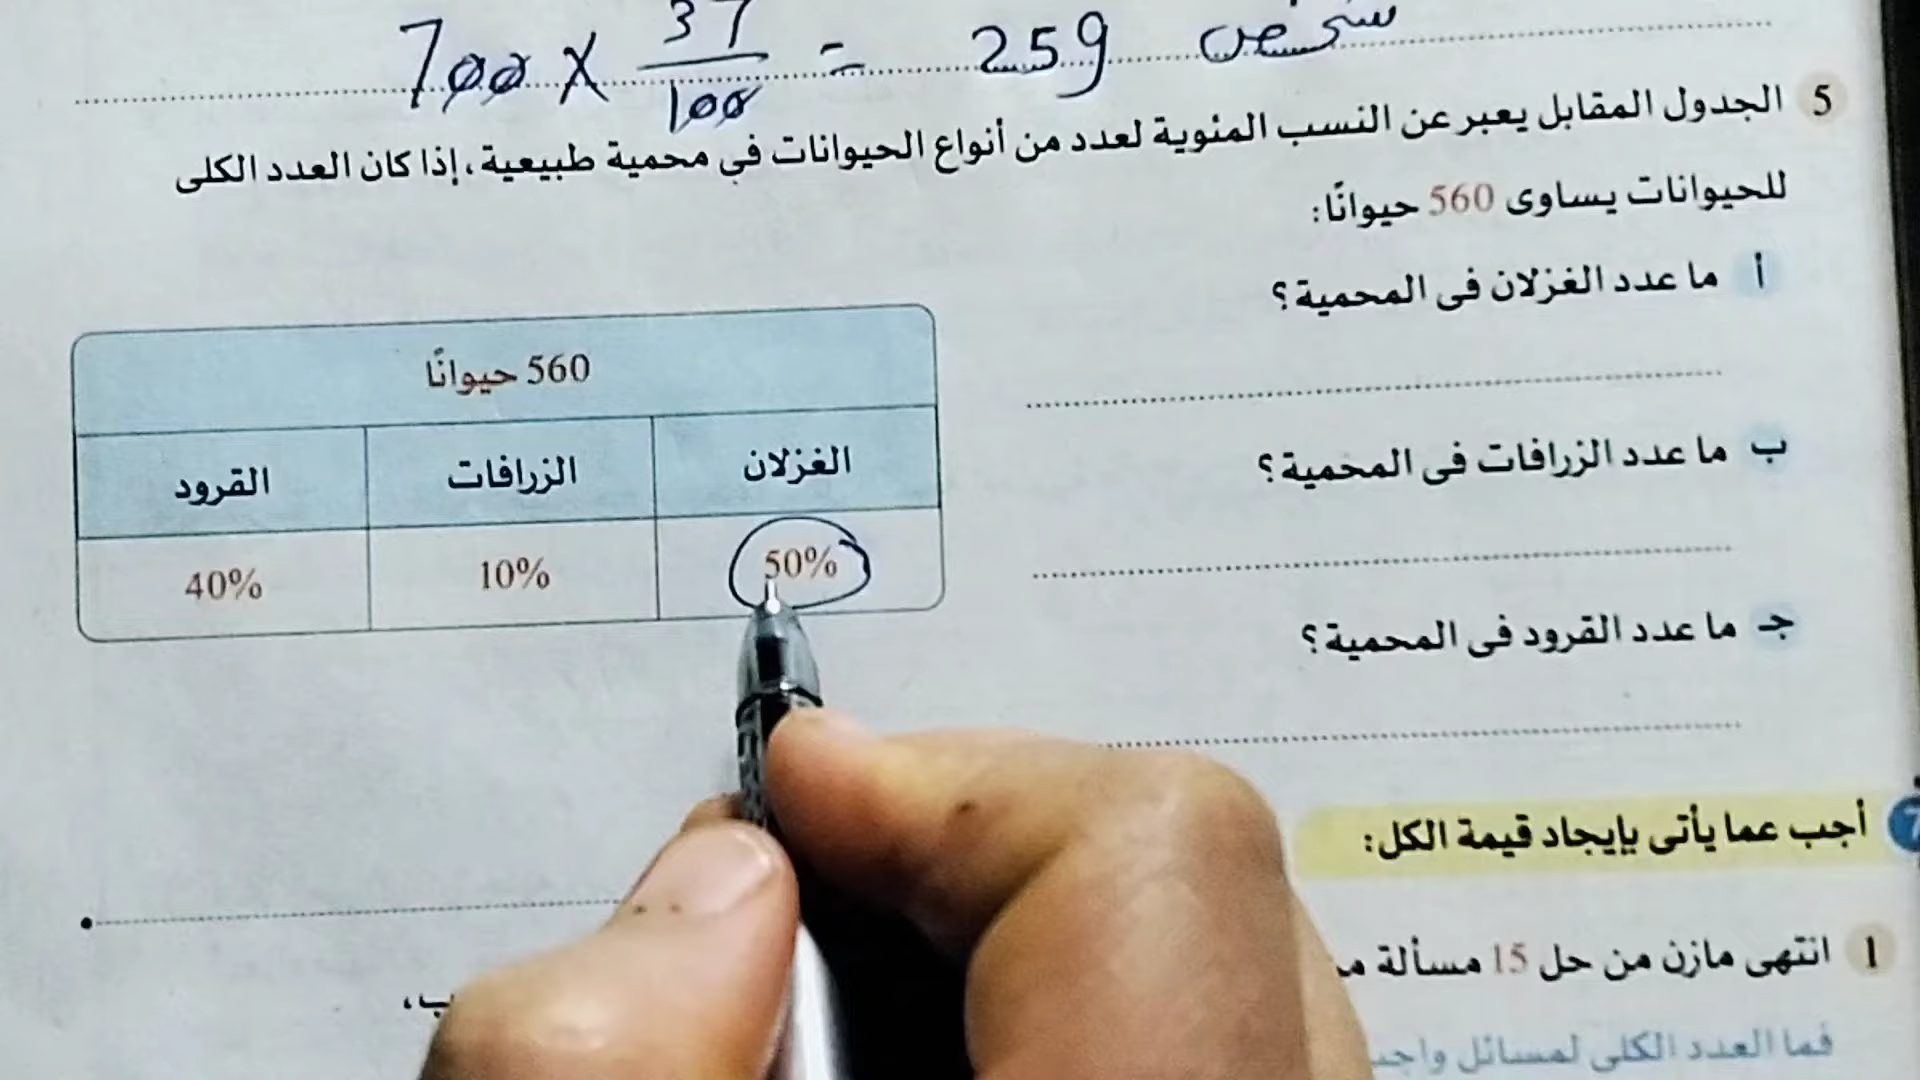 700 × 37/100 = 259 شخص
5 الجدول المقابل يعبر عن النسب المئوية لعدد من أنواع الحيوانات في محمية طبيعية، إذا كان العدد الكلى
للحيوانات يساوى 560 حيوانًا:
أ ما عدد الغزلان فى المحمية؟
ب ما عدد الزرافات فى المحمية؟
جـ ما عدد القرود فى المحمية؟
560 حيوانًا
الغزلان الزرافات القرود
50% 10% 40%
7 أجب عما يأتى بإيجاد قيمة الكل:
1 انتهى مازن من حل 15 مسألة
فما العدد الكلى لمسائل